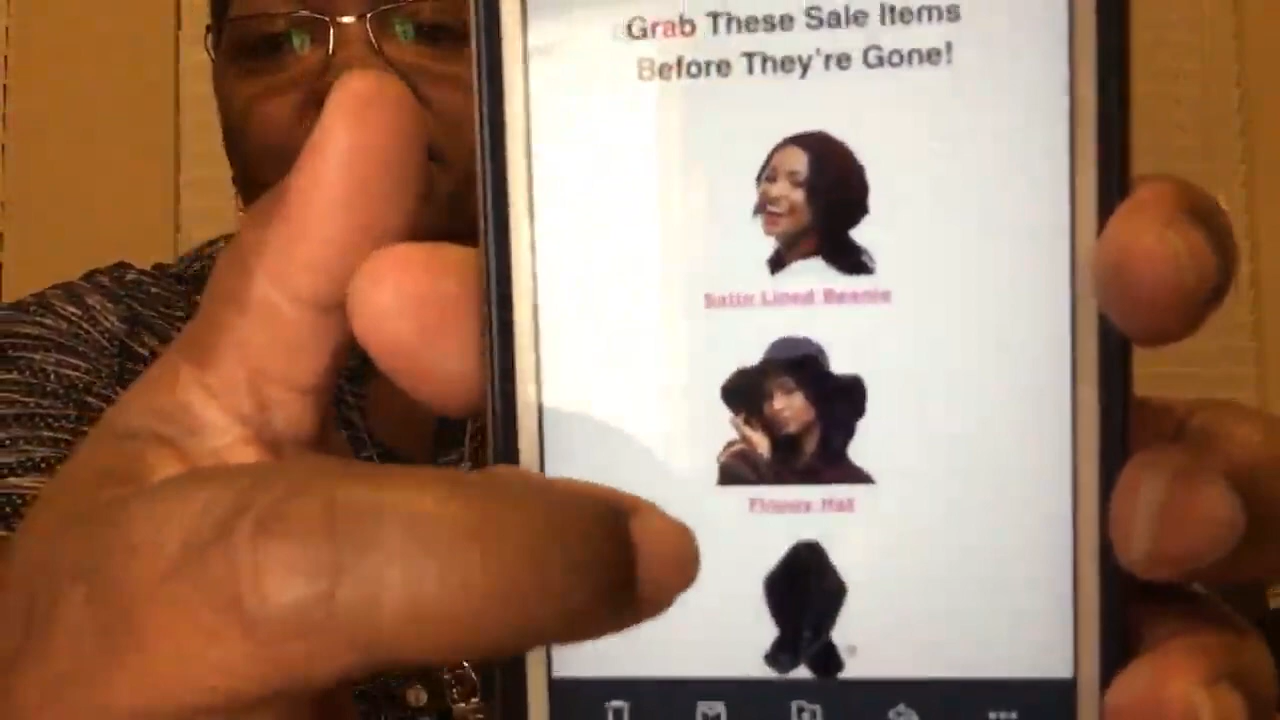 Grab These Sale Items
Before They're Gone!
Satin Lined Beanie
Floppy Hat